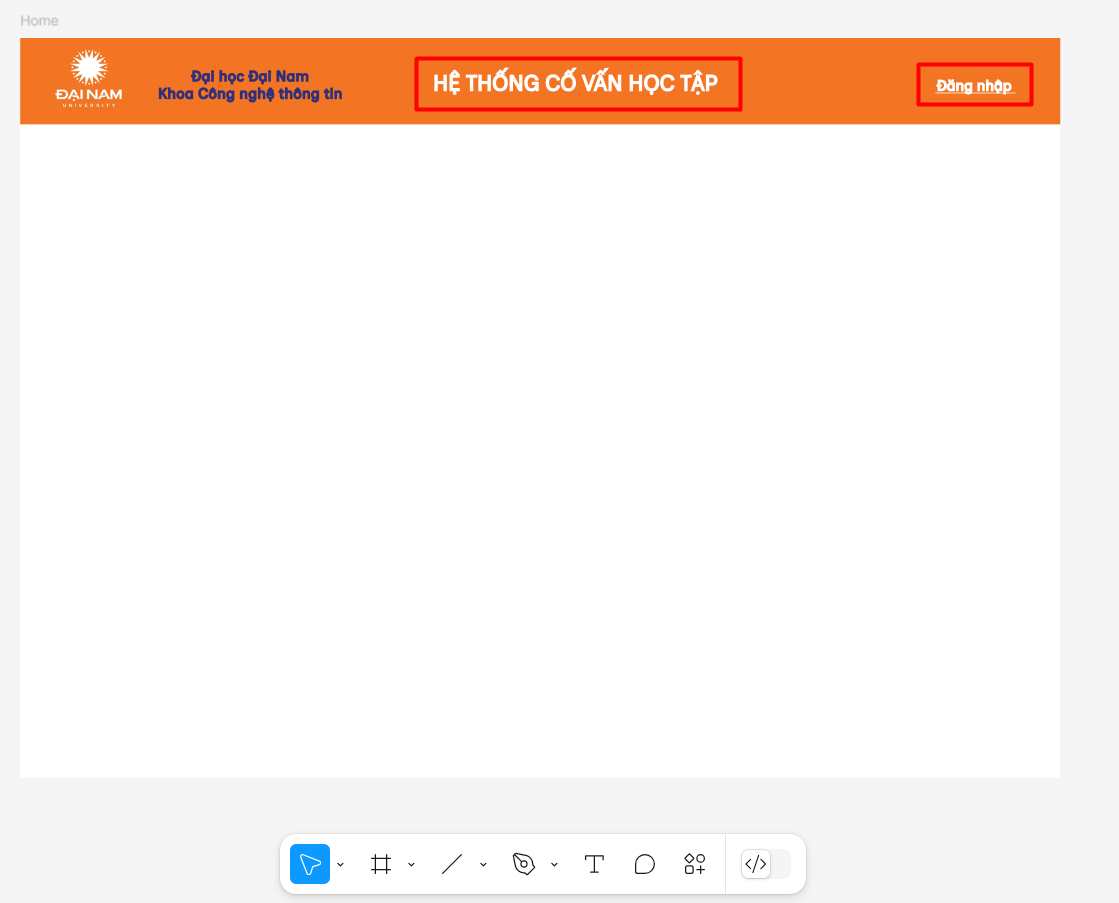 Home
ĐẠI NAM
UNIVERSITY
Đại học Đại Nam
Khoa Công nghệ thông tin
HỆ THỐNG CỐ VẤN HỌC TẬP
Đăng nhập